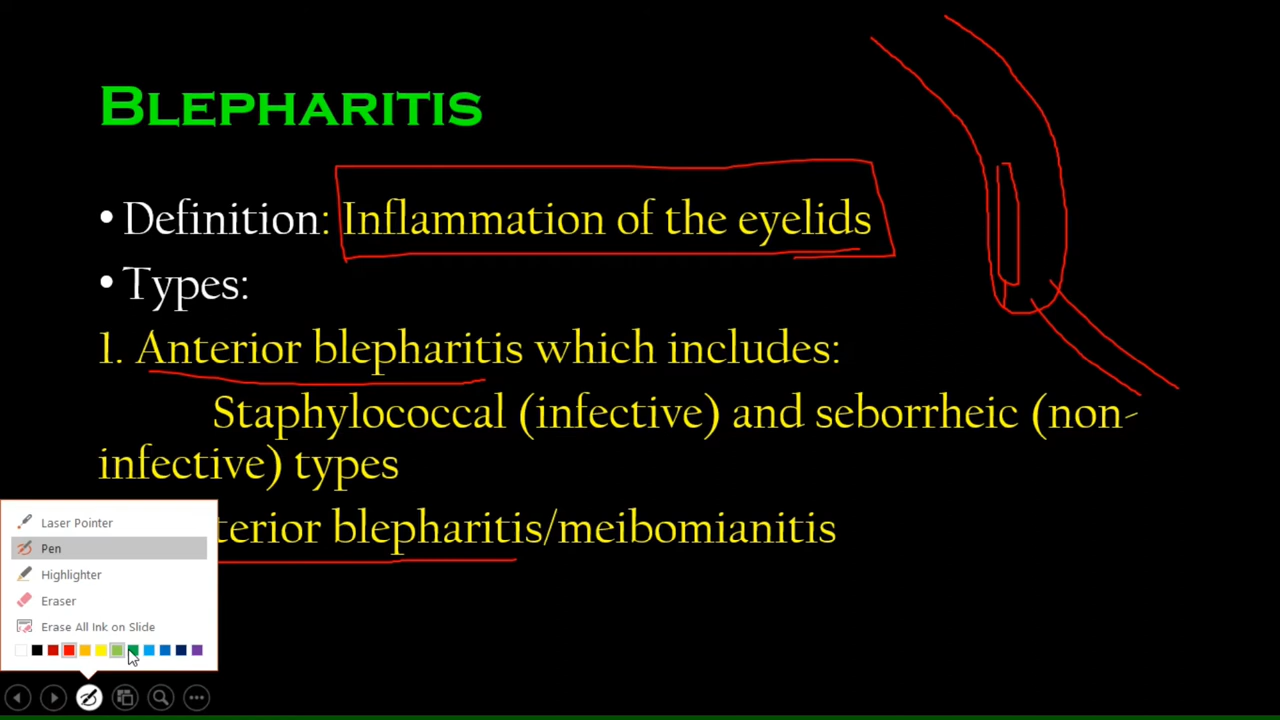 BLEPHARITIS
• Definition: Inflammation of the eyelids
• Types:
1. Anterior blepharitis which includes:
Staphylococcal (infective) and seborrheic (non-
infective) types
terior blepharitis/meibomianitis
Laser Pointer
Pen
Highlighter
Eraser
Erase All Ink on Slide